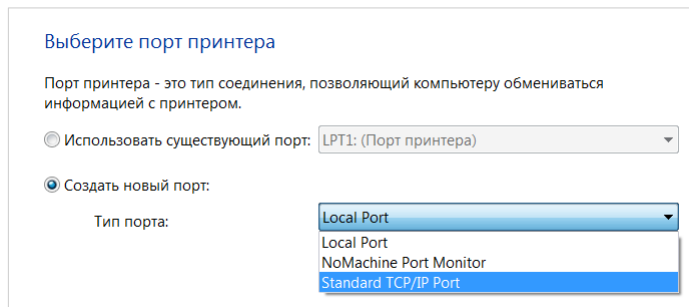 Выберите порт принтера
Порт принтера - это тип соединения, позволяющий компьютеру обмениваться
информацией с принтером.
Использовать существующий порт: LPT1: (Порт принтера)
Создать новый порт:
Тип порта: Local Port
Local Port
NoMachine Port Monitor
Standard TCP/IP Port